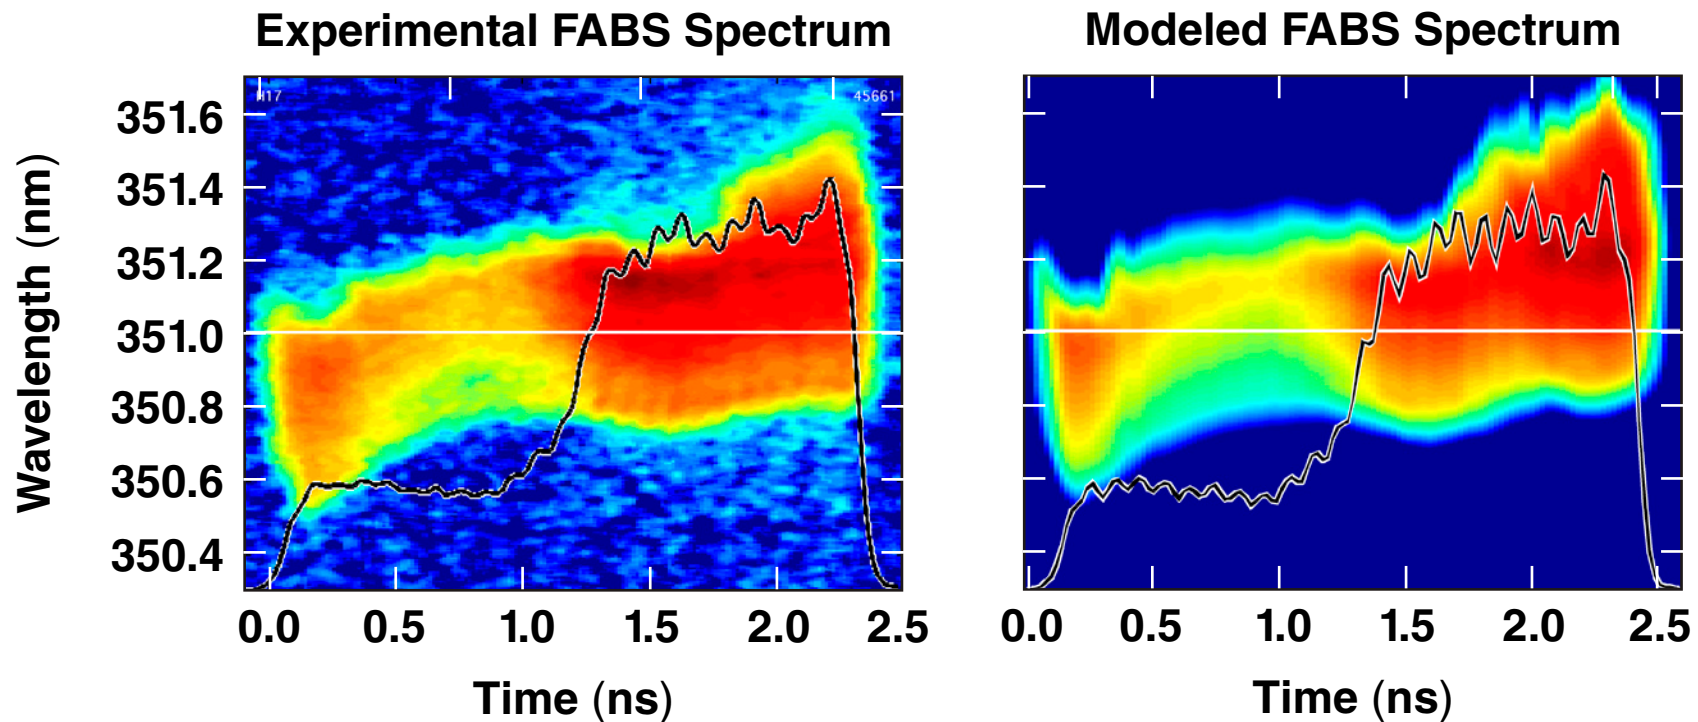 Experimental FABS Spectrum
Modeled FABS Spectrum
H17
45661
Wavelength (nm)
351.6
351.4
351.2
351.0
350.8
350.6
350.4
0.0 0.5 1.0 1.5 2.0 2.5
0.0 0.5 1.0 1.5 2.0 2.5
Time (ns)
Time (ns)